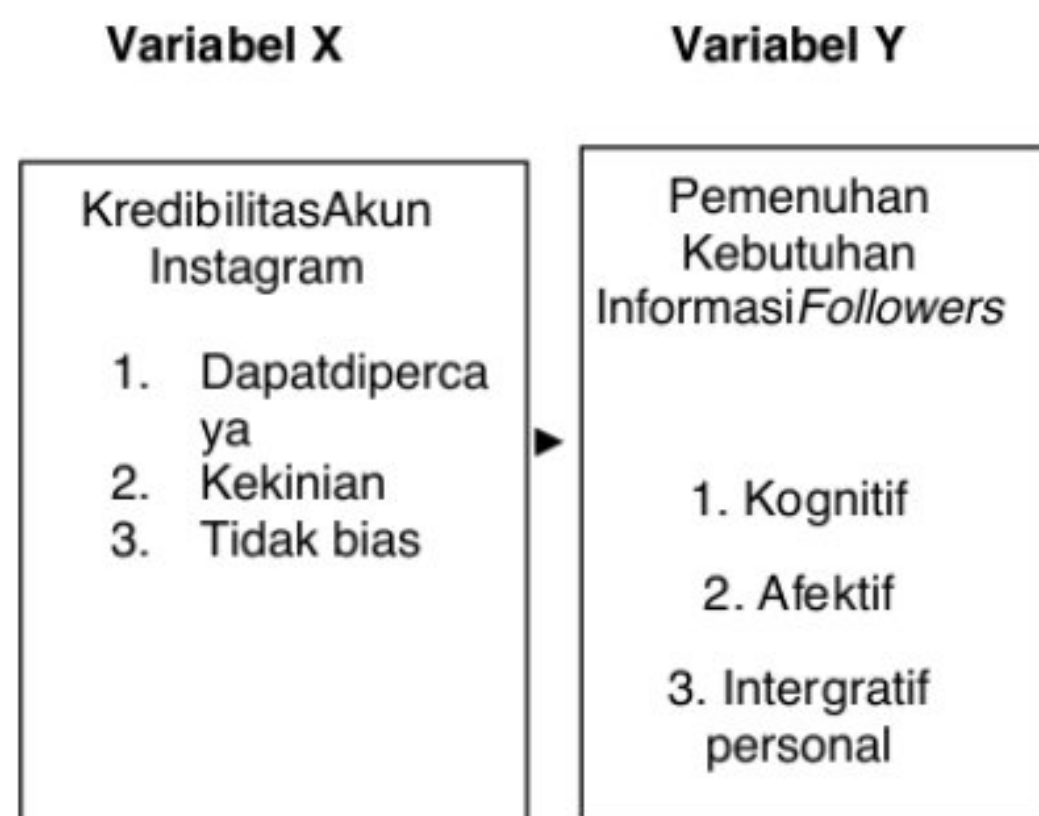 Variabel X
Variabel Y
KredibilitasAkun
Instagram
1. Dapatdiperca
ya
2. Kekinian
3. Tidak bias
Pemenuhan
Kebutuhan
InformasiFollowers
1. Kognitif
2. Afektif
3. Intergratif
personal